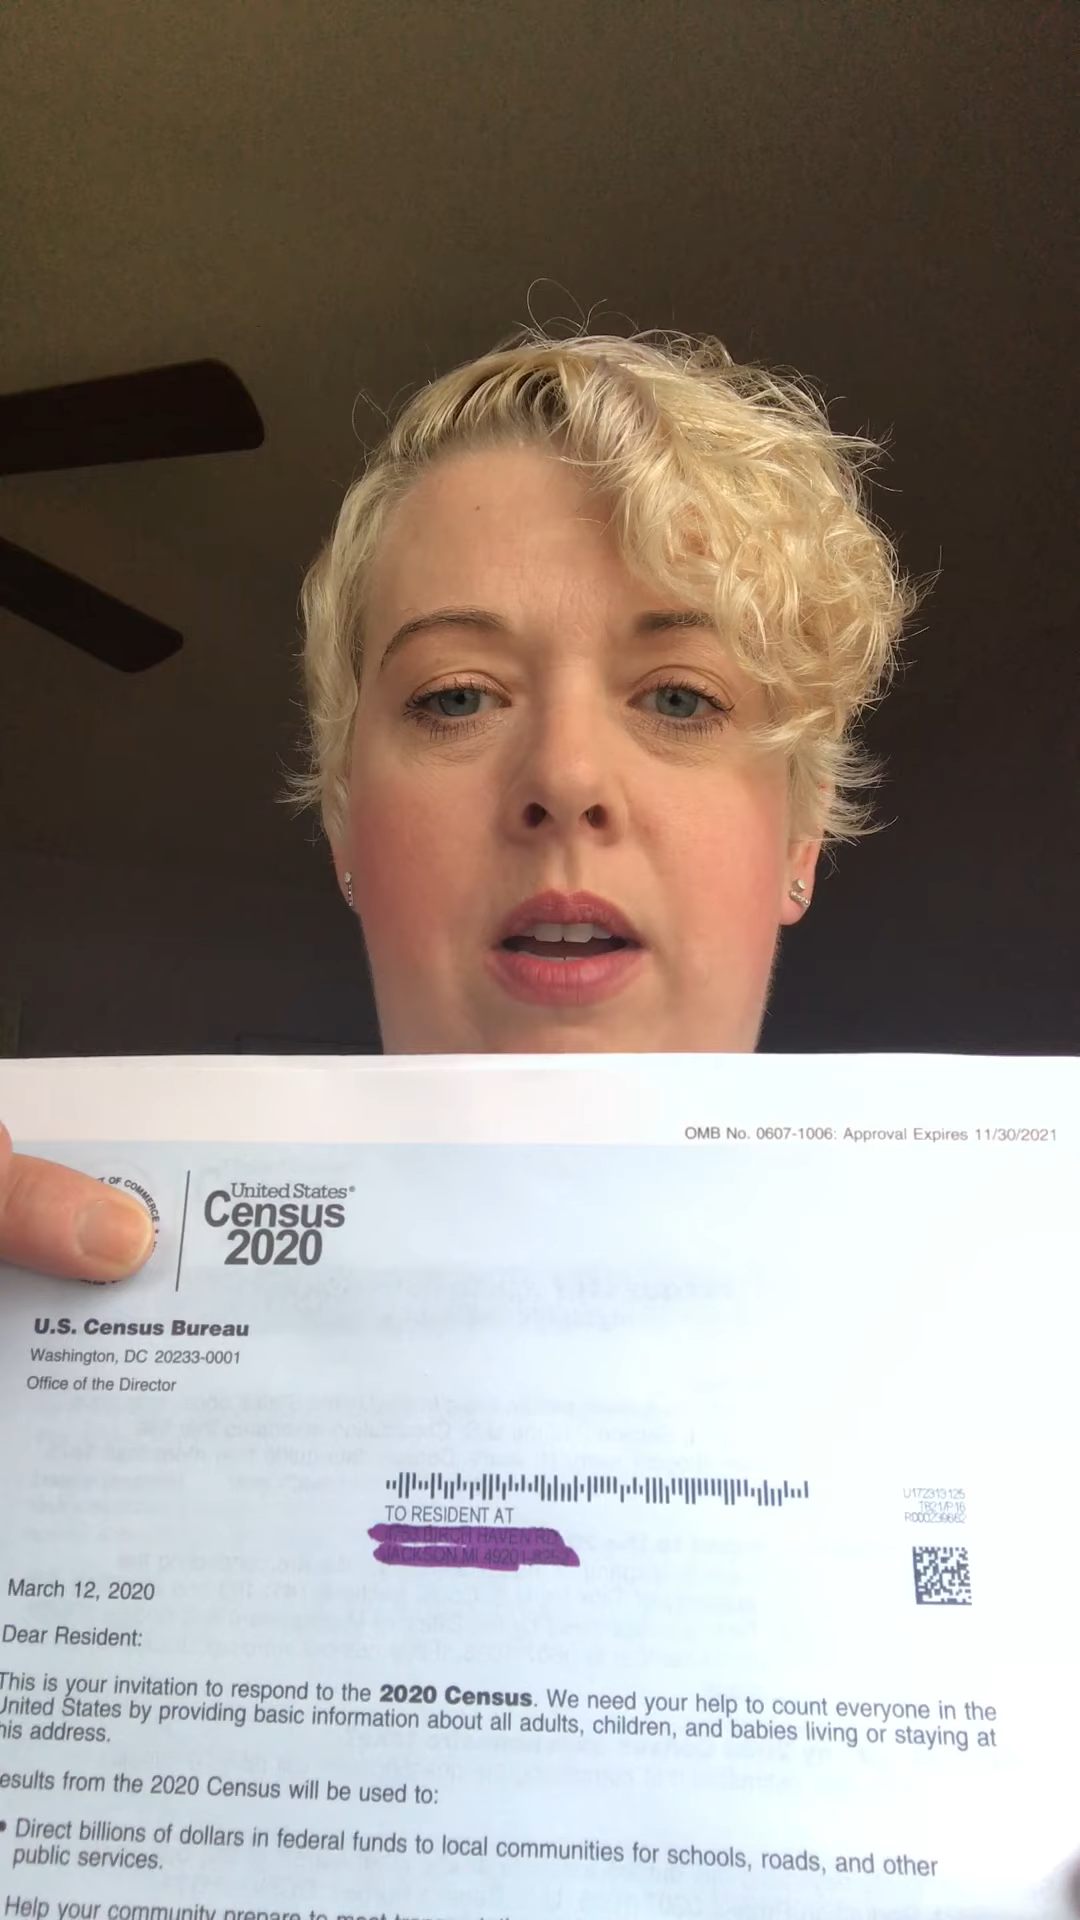 OMB No. 0607-1006: Approval Expires 11/30/2021
OF COMMERCE
United States®
Census
2020
U.S. Census Bureau
Washington, DC 20233-0001
Office of the Director
TO RESIDENT AT
March 12, 2020
Dear Resident:
This is your invitation to respond to the 2020 Census. We need your help to count everyone in the
United States by providing basic information about all adults, children, and babies living or staying at
his address.
esults from the 2020 Census will be used to:
• Direct billions of dollars in federal funds to local communities for schools, roads, and other
public services.
Help your community prepare to meet